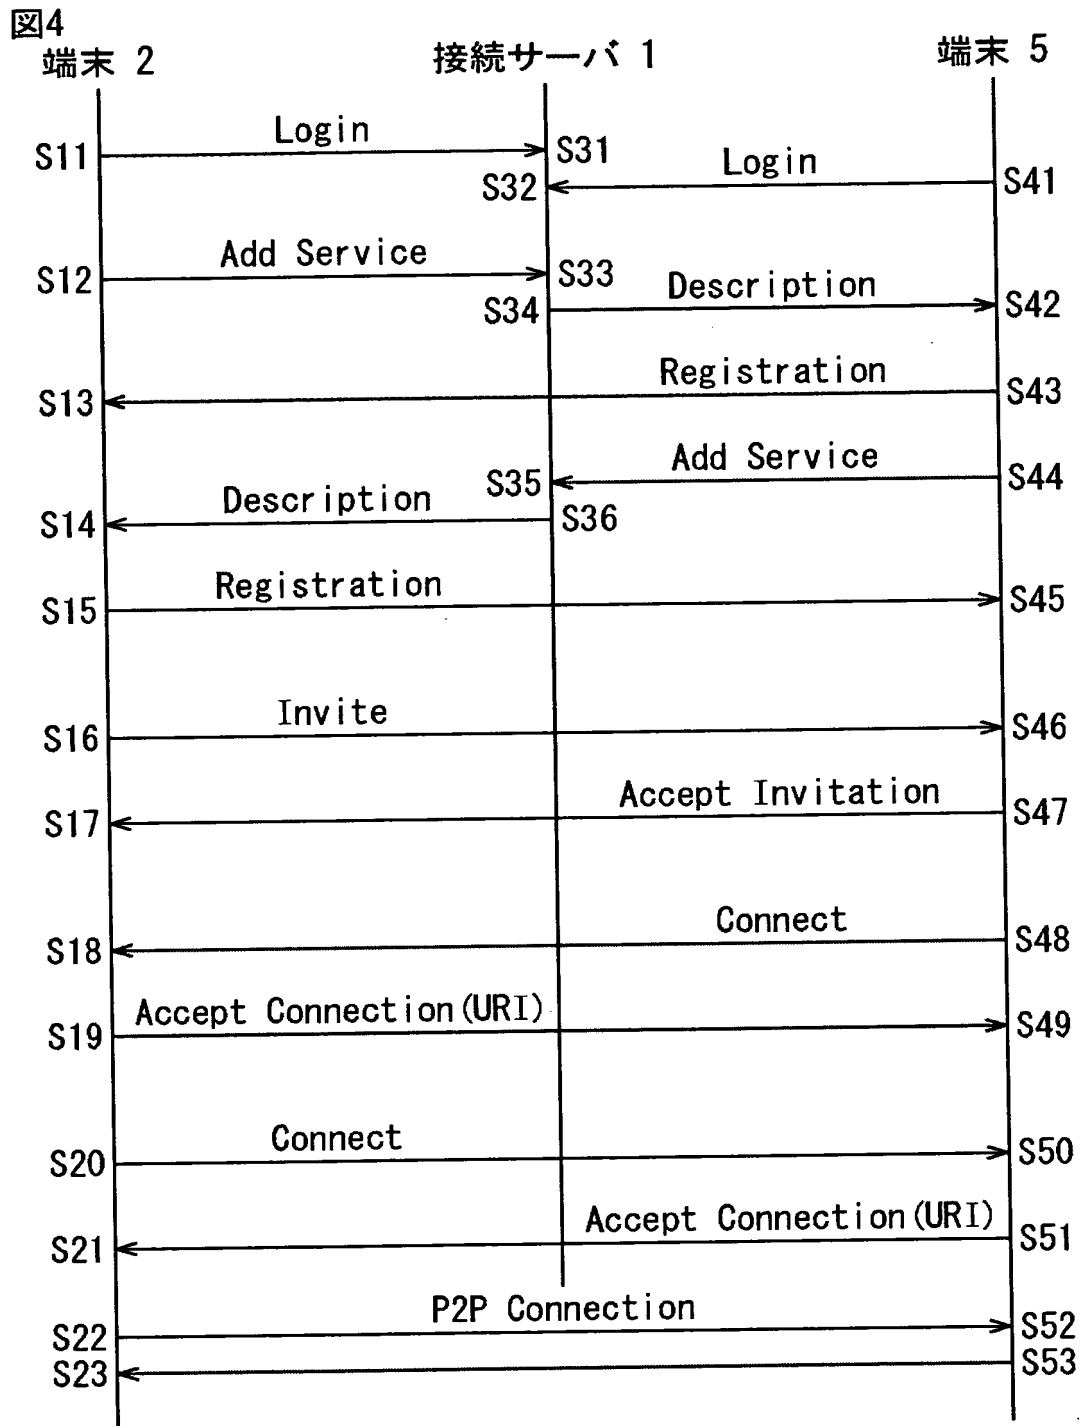 図4
端末 2 接続サーバ 1 端末 5
Login
S11 S31
Login
S32 S41
Add Service
S12 S33
Description
S34 S42
Registration
S13 S43
Add Service
S35 S44
Description
S14 S36
Registration
S15 S45
Invite
S16 S46
Accept Invitation
S17 S47
Connect
S18 S48
Accept Connection(URI)
S19 S49
Connect
S20 S50
Accept Connection(URI)
S21 S51
P2P Connection
S22 S52
S23 S53